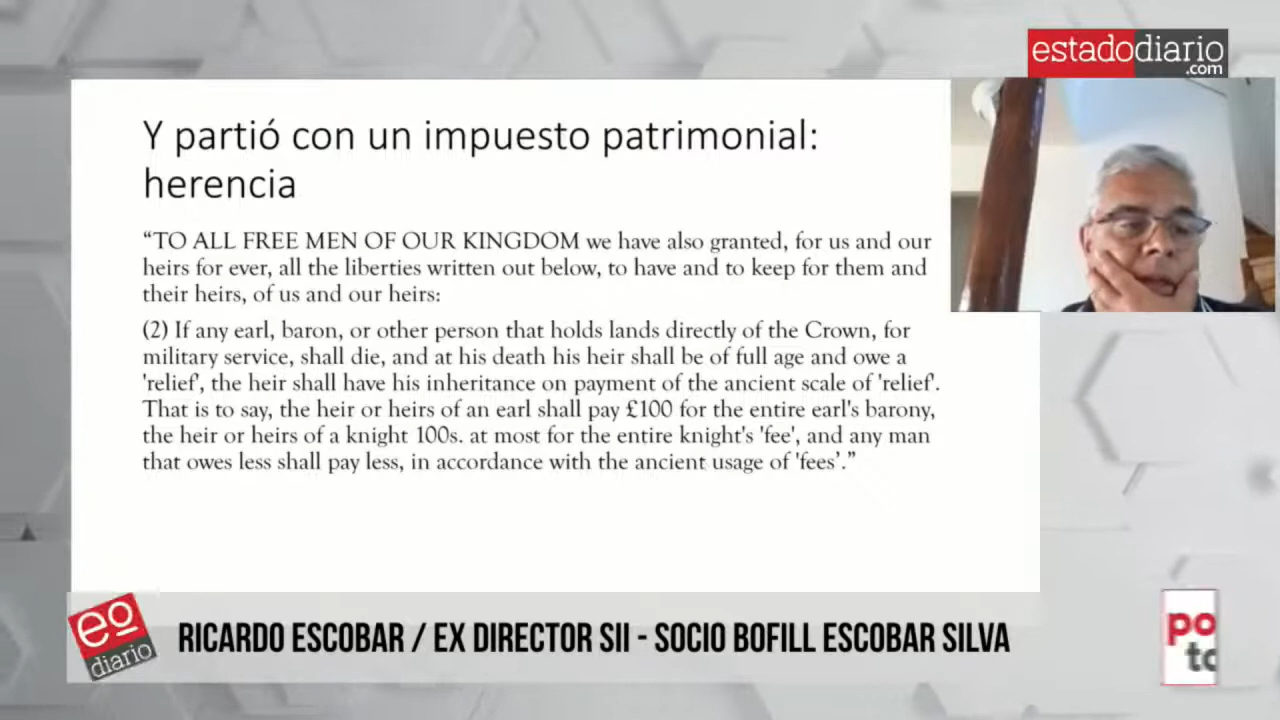 estadodiario
.com
Y partió con un impuesto patrimonial:
herencia
“TO ALL FREE MEN OF OUR KINGDOM we have also granted, for us and our
heirs for ever, all the liberties written out below, to have and to keep for them and
their heirs, of us and our heirs:
(2) If any earl, baron, or other person that holds lands directly of the Crown, for
military service, shall die, and at his death his heir shall be of full age and owe a
'relief', the heir shall have his inheritance on payment of the ancient scale of 'relief'.
That is to say, the heir or heirs of an earl shall pay £100 for the entire earl's barony,
the heir or heirs of a knight 100s. at most for the entire knight's 'fee', and any man
that owes less shall pay less, in accordance with the ancient usage of 'fees'.”
eo
diario
RICARDO ESCOBAR / EX DIRECTOR SII - SOCIO BOFILL ESCOBAR SILVA
po
to